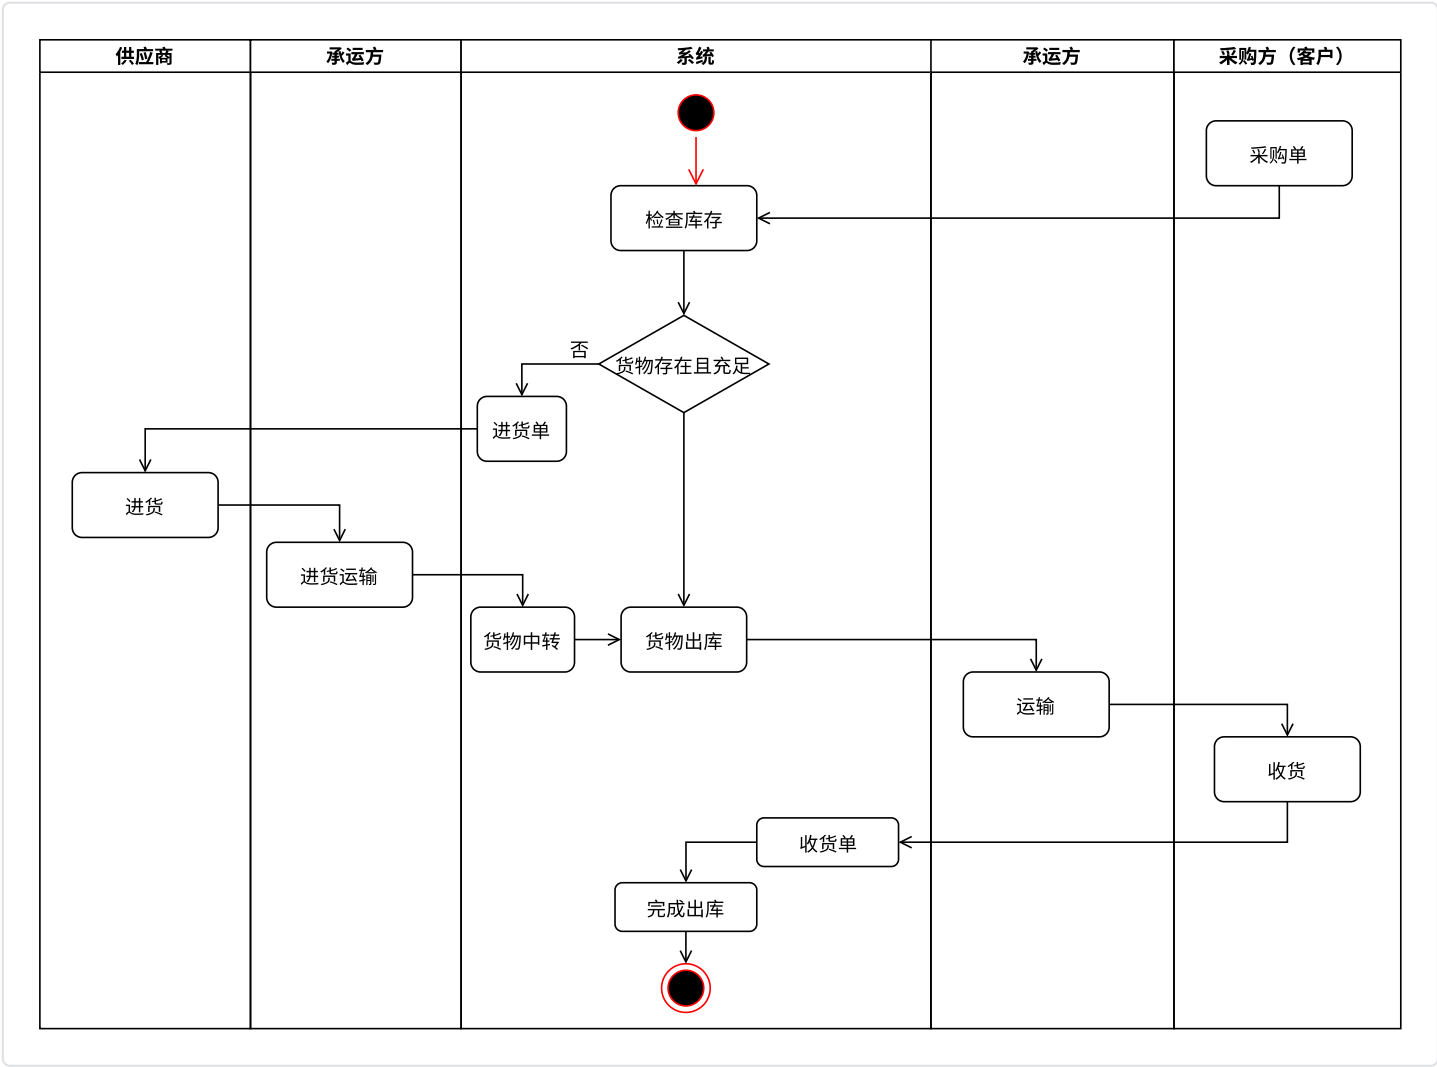 供应商
承运方
系统
承运方
采购方（客户）
采购单
检查库存
否
货物存在且充足
进货单
进货
进货运输
货物中转
货物出库
运输
收货
收货单
完成出库